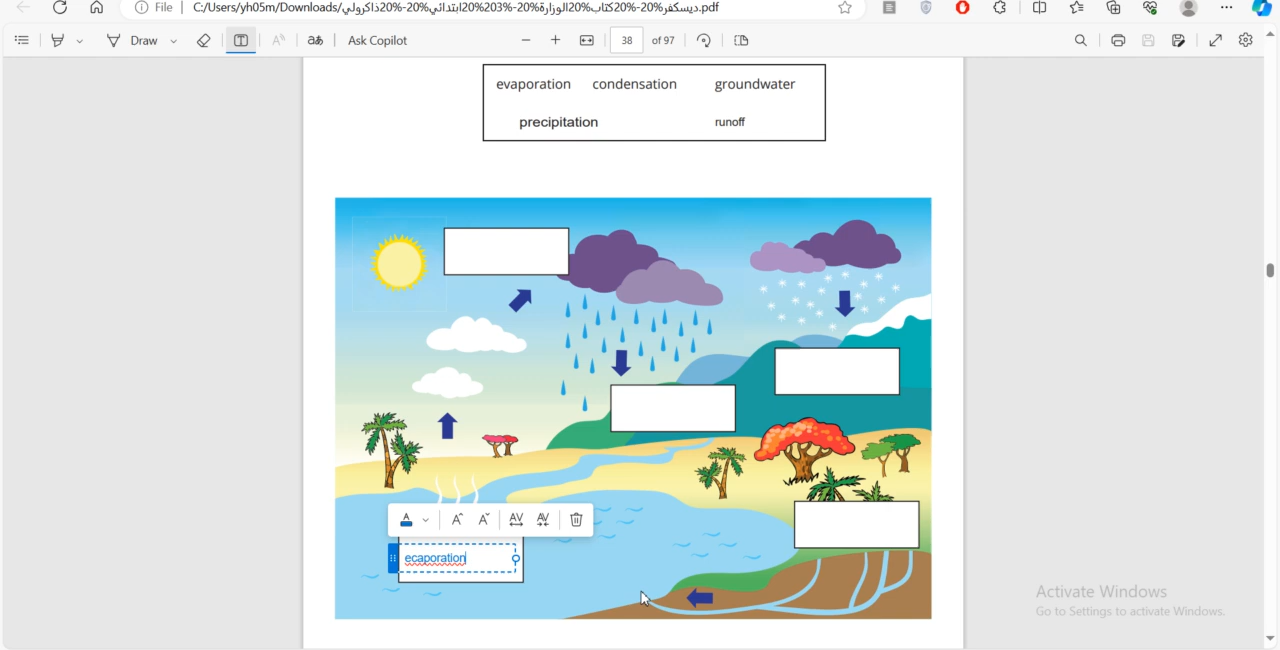 File C:/Users/yh05m/Downloads/ديسكفر%20-%20كتاب%20الوزارة%20-%203%20ابتدائي%20-%20ذاكرولي.pdf
Draw Ask Copilot 38 of 97
evaporation condensation groundwater
precipitation runoff
ecaporation
Activate Windows
Go to Settings to activate Windows.